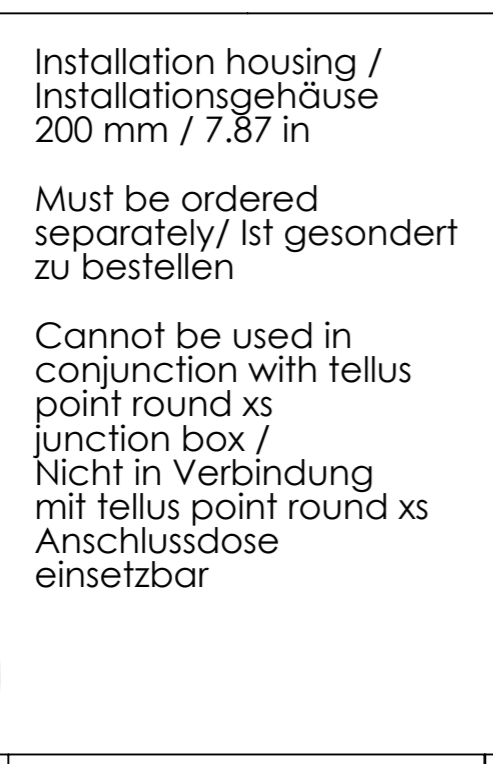 Installation housing /
Installationsgehäuse
200 mm / 7.87 in
Must be ordered
separately/ Ist gesondert
zu bestellen
Cannot be used in
conjunction with tellus
point round xs
junction box /
Nicht in Verbindung
mit tellus point round xs
Anschlussdose
einsetzbar